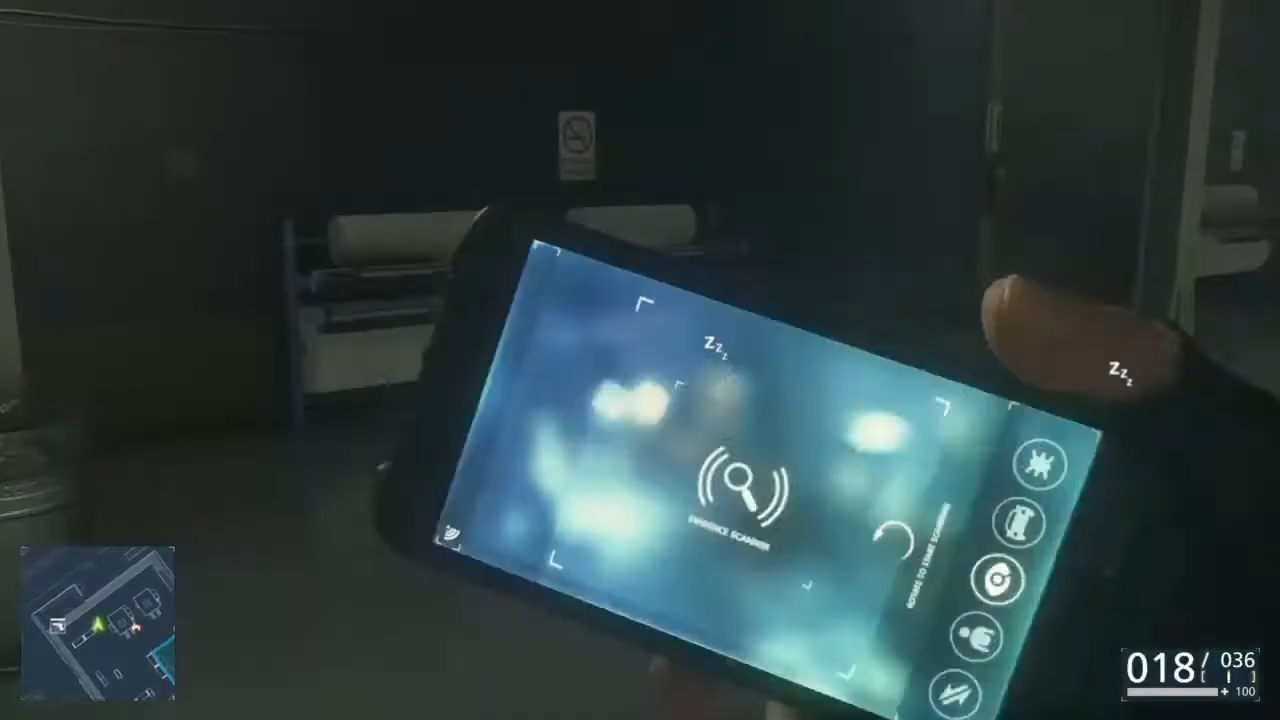 Zzz
Zzz
EVIDENCE SCANNER
ROTATE TO START SCANNING
018/ 036
+ 100